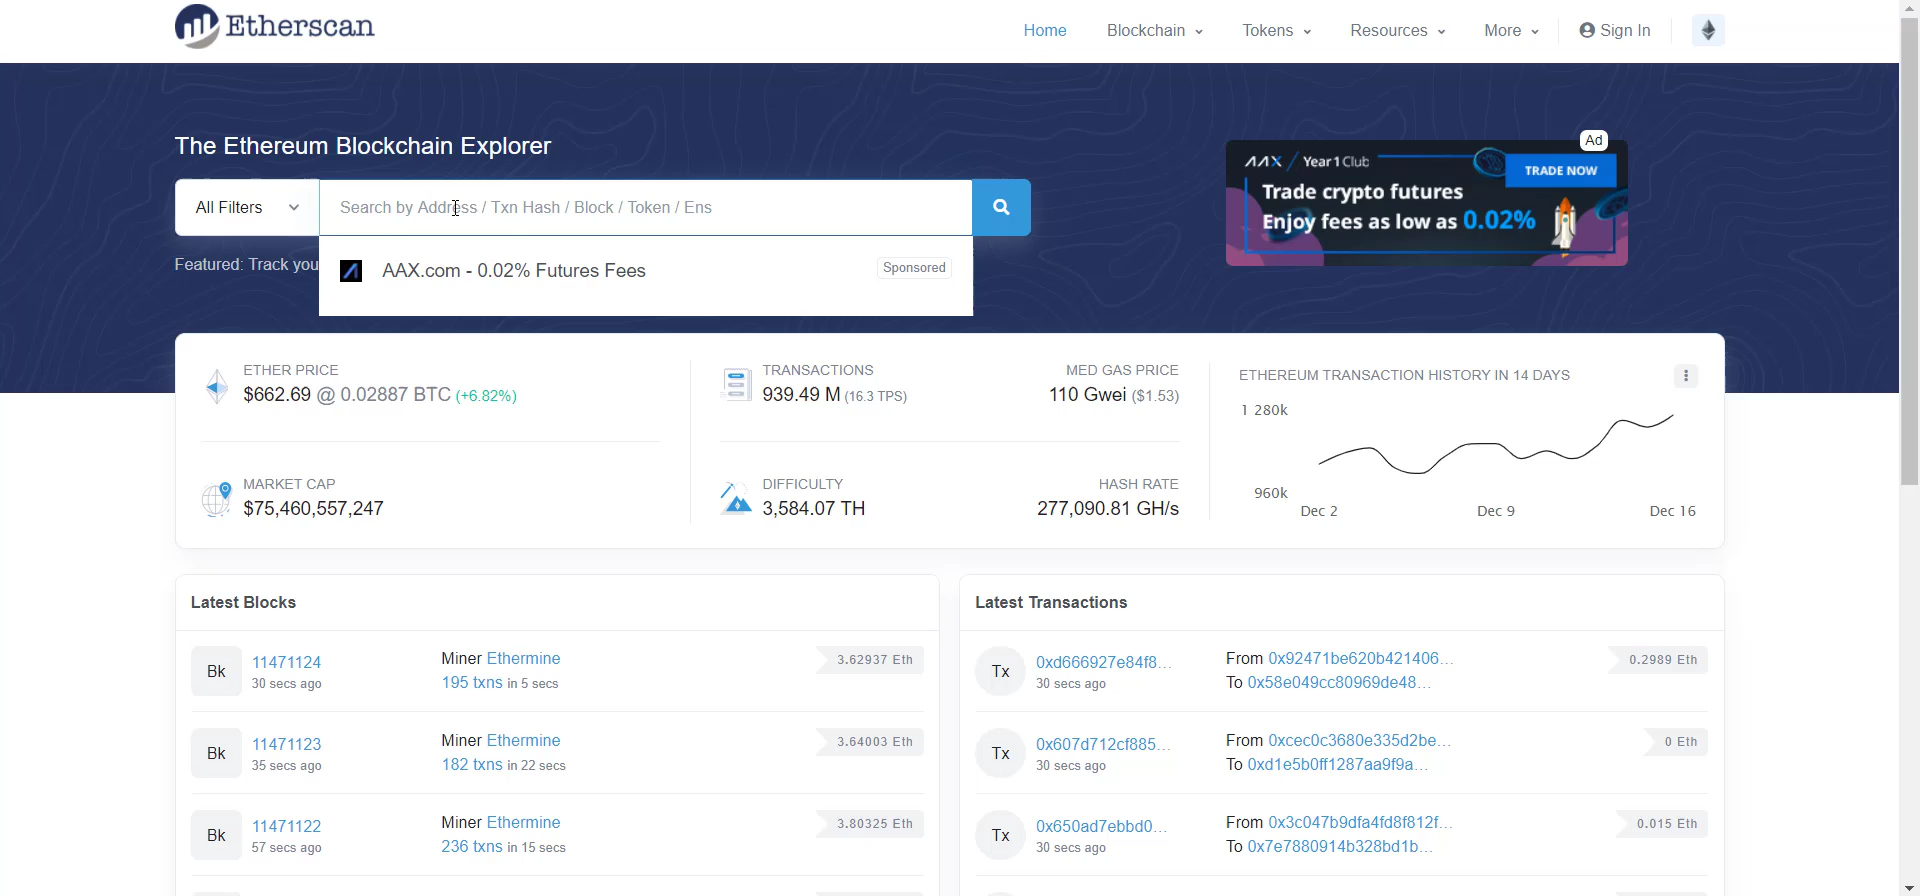 Etherscan
Home
Blockchain
Tokens
Resources
More
Sign In
The Ethereum Blockchain Explorer
All Filters
Search by Address / Txn Hash / Block / Token / Ens
Featured: Track you
AAX.com - 0.02% Futures Fees
Sponsored
Ad
AAX / Year 1 Club
TRADE NOW
Trade crypto futures
Enjoy fees as low as 0.02%
ETHER PRICE
$662.69 @ 0.02887 BTC (+6.82%)
MARKET CAP
$75,460,557,247
TRANSACTIONS
939.49 M (16.3 TPS)
MED GAS PRICE
110 Gwei ($1.53)
DIFFICULTY
3,584.07 TH
HASH RATE
277,090.81 GH/s
ETHEREUM TRANSACTION HISTORY IN 14 DAYS
1 280k
960k
Dec 2
Dec 9
Dec 16
Latest Blocks
Bk
11471124
30 secs ago
Miner Ethermine
195 txns in 5 secs
3.62937 Eth
Bk
11471123
35 secs ago
Miner Ethermine
182 txns in 22 secs
3.64003 Eth
Bk
11471122
57 secs ago
Miner Ethermine
236 txns in 15 secs
3.80325 Eth
Latest Transactions
Tx
0xd666927e84f8...
30 secs ago
From 0x92471be620b421406...
To 0x58e049cc80969de48...
0.2989 Eth
Tx
0x607d712cf885...
30 secs ago
From 0xcec0c3680e335d2be...
To 0xd1e5b0ff1287aa9f9a...
0 Eth
Tx
0x650ad7ebbd0...
30 secs ago
From 0x3c047b9dfa4fd8f812f...
To 0x7e7880914b328bd1b...
0.015 Eth